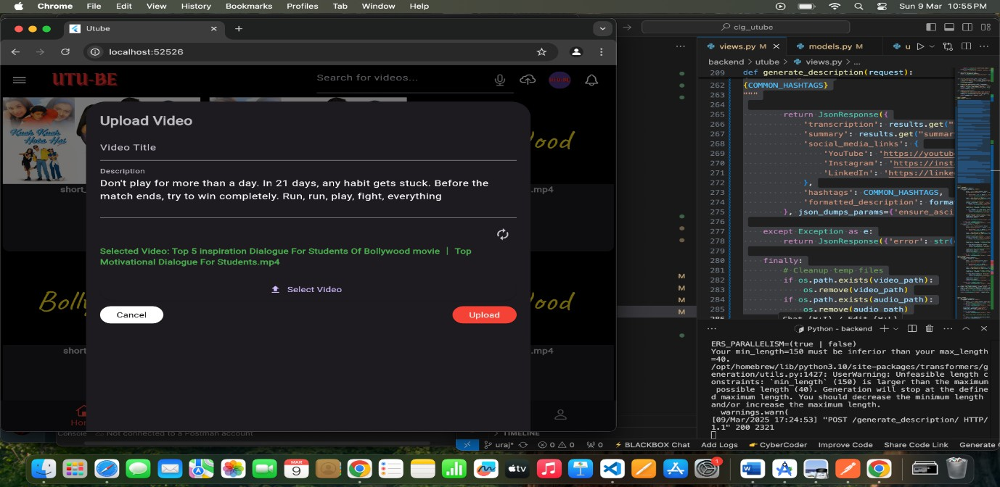 Chrome File Edit View History Bookmarks Profiles Tab Window Help Sun 9 Mar 10:55 PM
Utube
clg_utube
localhost:52526
views.py M models.py M u
backend > utube > views.py > ...
UTU-BE Search for videos...
Upload Video
Video Title
Description
Don't play for more than a day. In 21 days, any habit gets stuck. Before the
match ends, try to win completely. Run, run, play, fight, everything
Selected Video: Top 5 inspiration Dialogue For Students Of Bollywood movie | Top
Motivational Dialogue For Students.mp4
Select Video
Cancel Upload
Kuch Kuch
Hota Hai
ood
short_ .mp4
Bolly ood
short .mp4
Hor
Console Not connected to a Postman account
209 def generate_description(request):
262 {COMMON_HASHTAGS}
263 """
264
265 return JsonResponse({
266 'transcription': results.get("
267 'summary': results.get("summar
268 'social_media_links': {
269 'YouTube': 'https://youtub
270 'Instagram': 'https://inst
271 'LinkedIn': 'https://linke
272 },
273 'hashtags': COMMON_HASHTAGS,
274 'formatted_description': forma
275 }, json_dumps_params={'ensure_asci
276
277 except Exception as e:
278 return JsonResponse({'error': str(
279
280 finally:
281 # Cleanup temp files
282 if os.path.exists(video_path):
283 os.remove(video_path)
284 if os.path.exists(audio_path):
285 os.remove(audio_path)
286 Chat (⌘+I) / Edit (⌘+L)
M
M
M
M
Python - backend
ERS_PARALLELISM=(true | false)
Your min_length=150 must be inferior than your max_length
=40.
/opt/homebrew/lib/python3.10/site-packages/transformers/g
eneration/utils.py:1427: UserWarning: Unfeasible length c
onstraints: `min_length` (150) is larger than the maximum
possible length (40). Generation will stop at the define
d maximum length. You should decrease the minimum length
and/or increase the maximum length.
warnings.warn(
[09/Mar/2025 17:24:53] "POST /generate_description/ HTTP/
1.1" 200 2321
TIMELINE
uraj* 0 0 0 BLACKBOX Chat Add Logs CyberCoder Improve Code Share Code Link Generate
MAR
9
tv
1